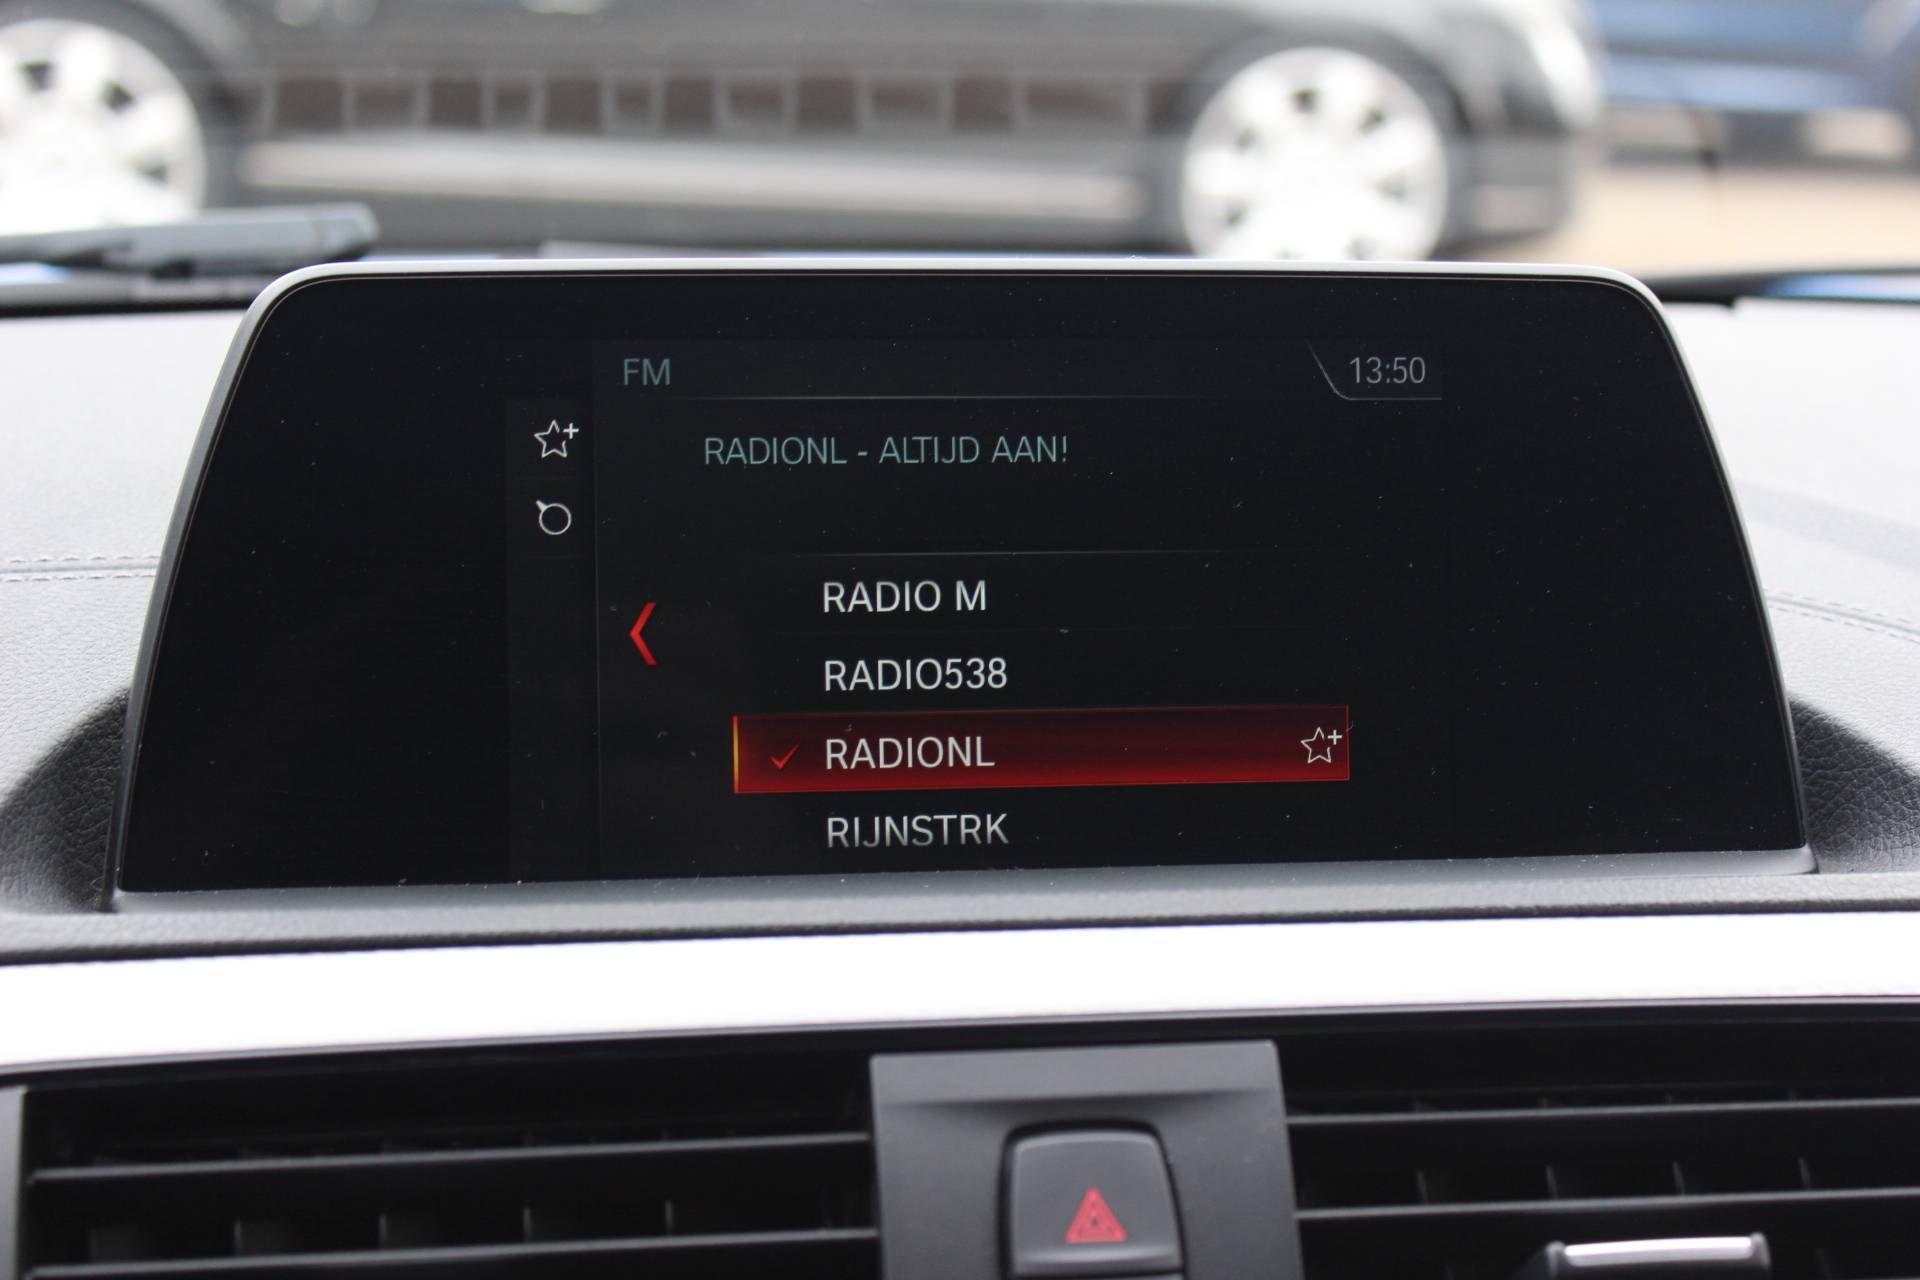 FM 13:50
RADIONL - ALTIJD AAN!
RADIO M
RADIO538
RADIONL
RIJNSTRK